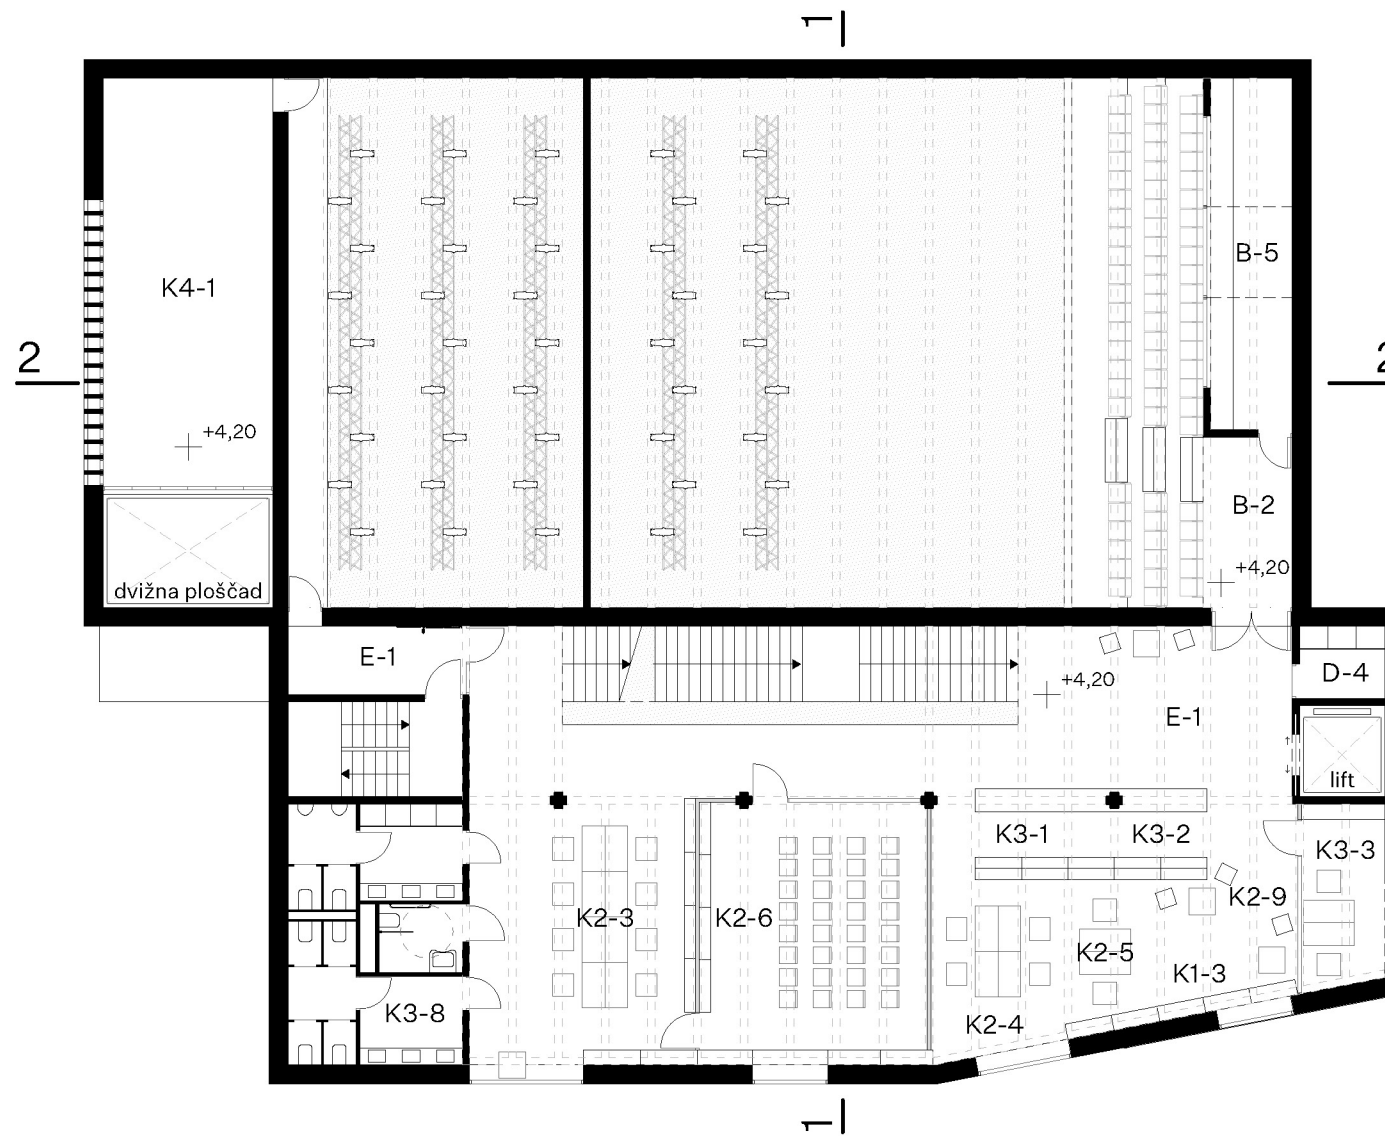 1
K4-1
B-5
2
2
+4,20
B-2
+4,20
dvižna ploščad
E-1
D-4
+4,20
E-1
lift
K3-1
K3-2
K3-3
K2-9
K2-3
K2-6
K2-5
K1-3
K3-8
K2-4
1